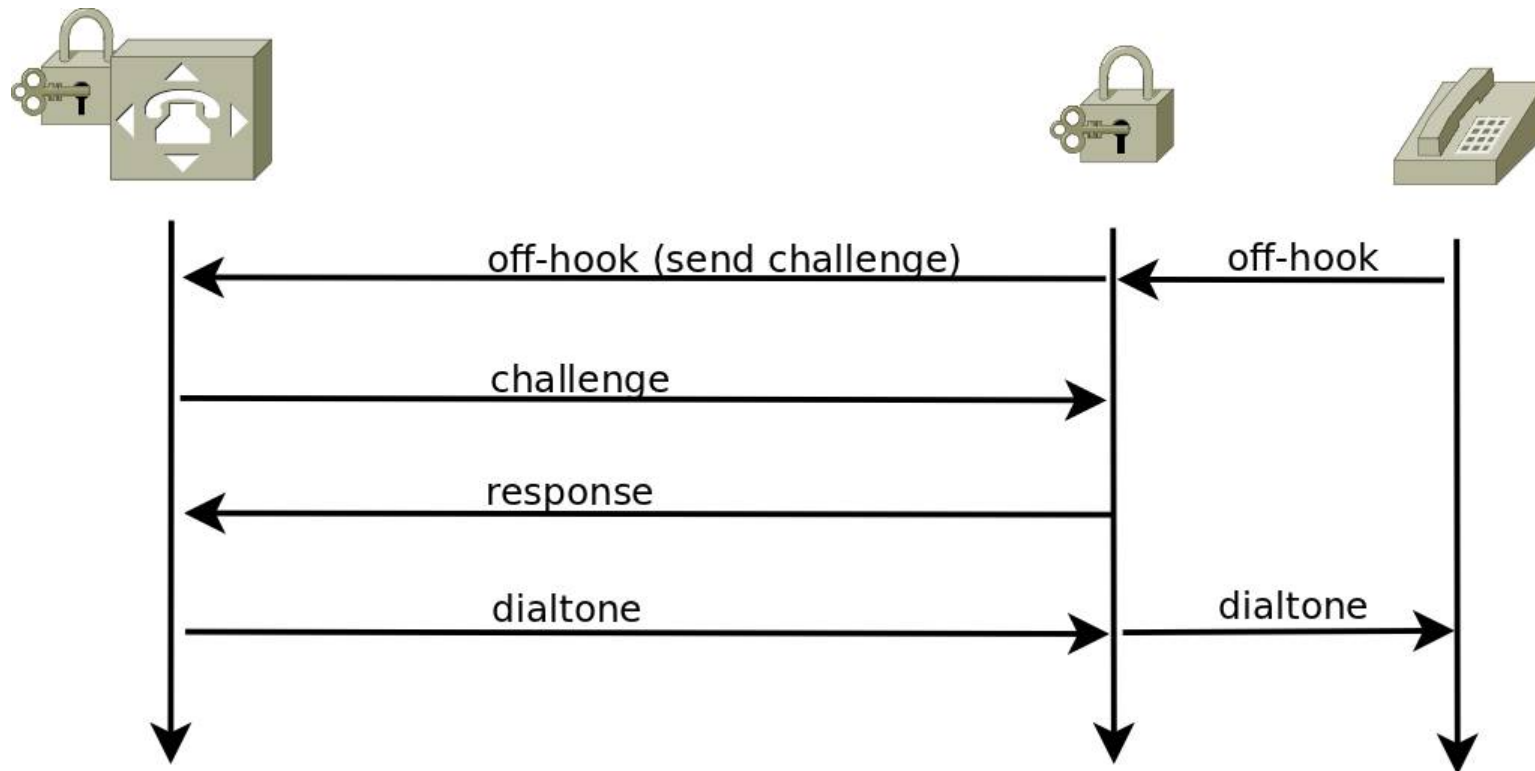 off-hook (send challenge)
off-hook
challenge
response
dialtone
dialtone